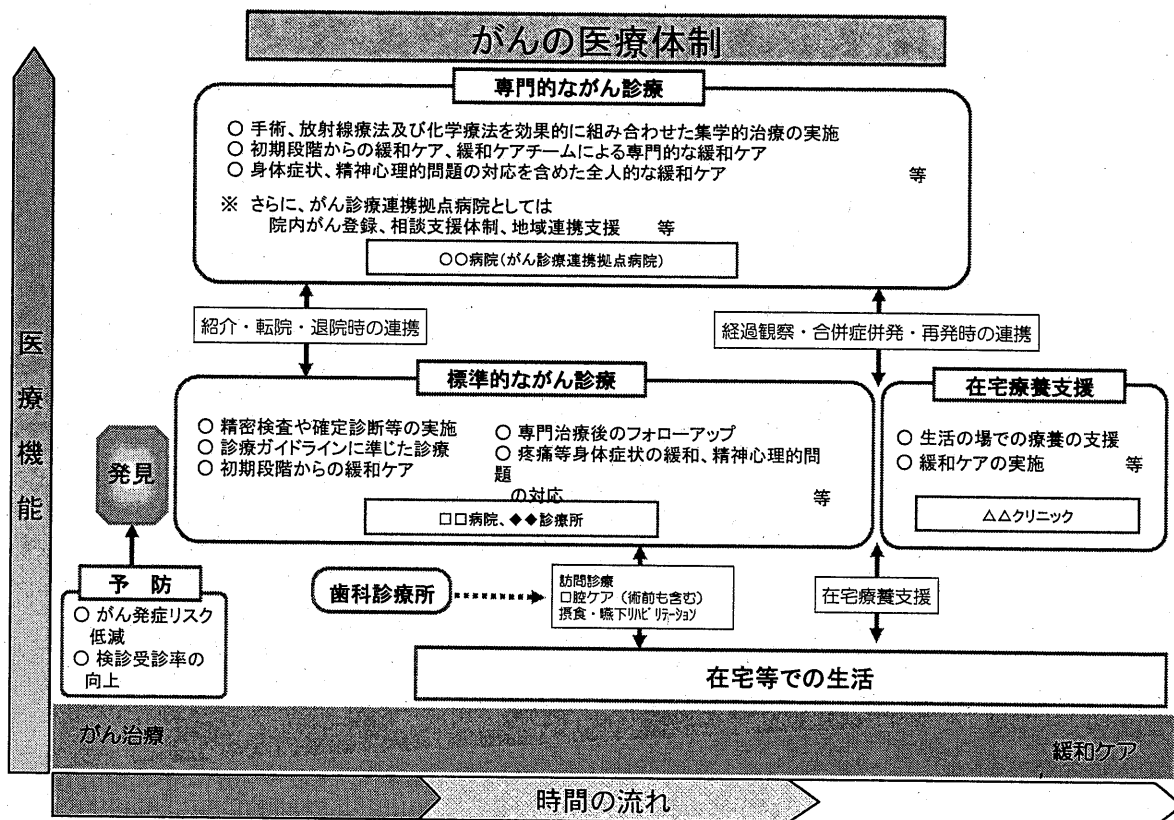 がんの医療体制
専門的ながん診療
○ 手術、放射線療法及び化学療法を効果的に組み合わせた集学的治療の実施
○ 初期段階からの緩和ケア、緩和ケアチームによる専門的な緩和ケア
○ 身体症状、精神心理的問題の対応を含めた全人的な緩和ケア 等
※ さらに、がん診療連携拠点病院としては
院内がん登録、相談支援体制、地域連携支援 等
○○病院(がん診療連携拠点病院)
紹介・転院・退院時の連携
経過観察・合併症併発・再発時の連携
医療機能
標準的ながん診療
○ 精密検査や確定診断等の実施
○ 診療ガイドラインに準じた診療
○ 初期段階からの緩和ケア
○ 専門治療後のフォローアップ
○ 疼痛等身体症状の緩和、精神心理的問
題
の対応 等
□□病院、◆◆診療所
在宅療養支援
○ 生活の場での療養の支援
○ 緩和ケアの実施 等
△△クリニック
発見
予 防
○ がん発症リスク
低減
○ 検診受診率の
向上
歯科診療所
訪問診療
口腔ケア(術前も含む)
摂食・嚥下リハビリテーション
在宅療養支援
在宅等での生活
がん治療
緩和ケア
時間の流れ